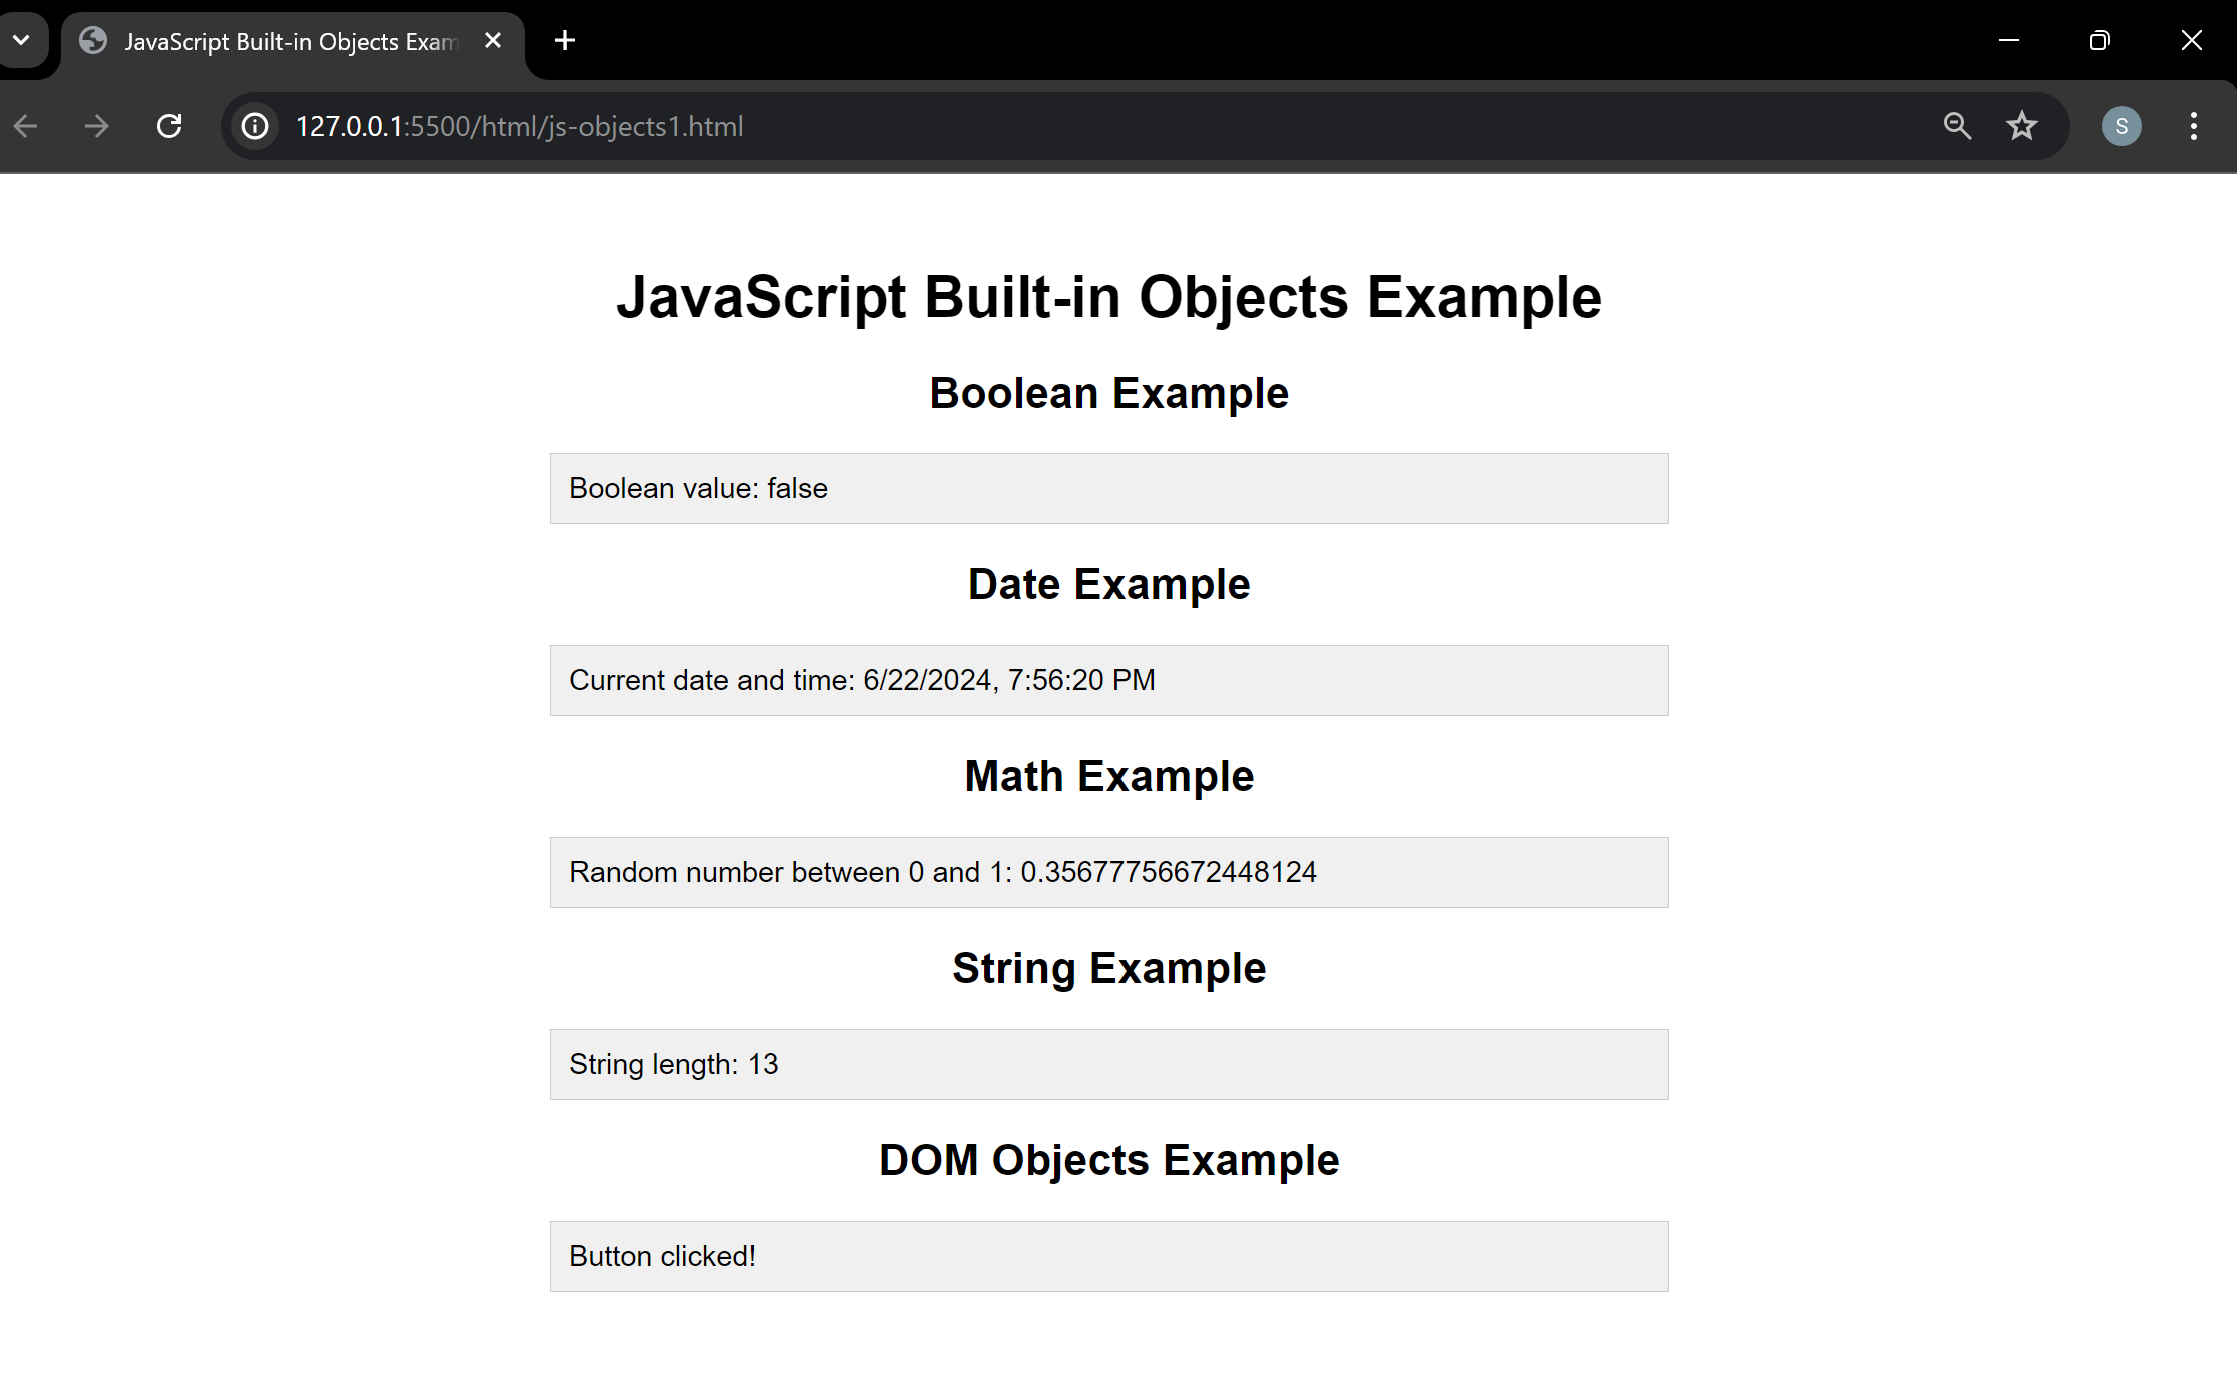 JavaScript Built-in Objects Exam
127.0.0.1:5500/html/js-objects1.html
S
JavaScript Built-in Objects Example
Boolean Example
Boolean value: false
Date Example
Current date and time: 6/22/2024, 7:56:20 PM
Math Example
Random number between 0 and 1: 0.35677756672448124
String Example
String length: 13
DOM Objects Example
Button clicked!